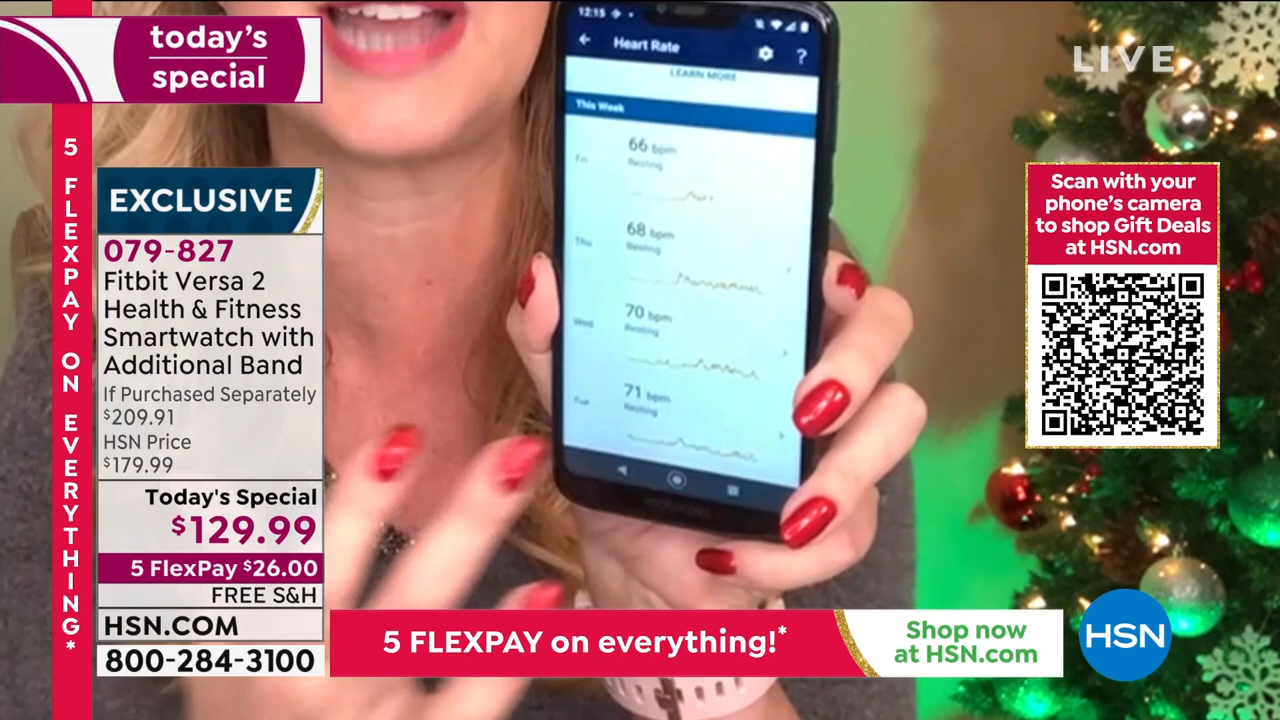 today's
special
5 FLEXPAY ON EVERYTHING*
EXCLUSIVE
079-827
Fitbit Versa 2
Health & Fitness
Smartwatch with
Additional Band
If Purchased Separately
$209.91
HSN Price
$179.99
Today's Special
$129.99
5 FlexPay $26.00
FREE S&H
HSN.COM
800-284-3100
12:15
Heart Rate
?
LEARN MORE
This Week
Fri
66 bpm
Resting
Thu
68 bpm
Resting
Wed
70 bpm
Resting
Tue
71 bpm
Resting
LIVE
Scan with your
phone's camera
to shop Gift Deals
at HSN.com
5 FLEXPAY on everything!*
Shop now
at HSN.com
HSN